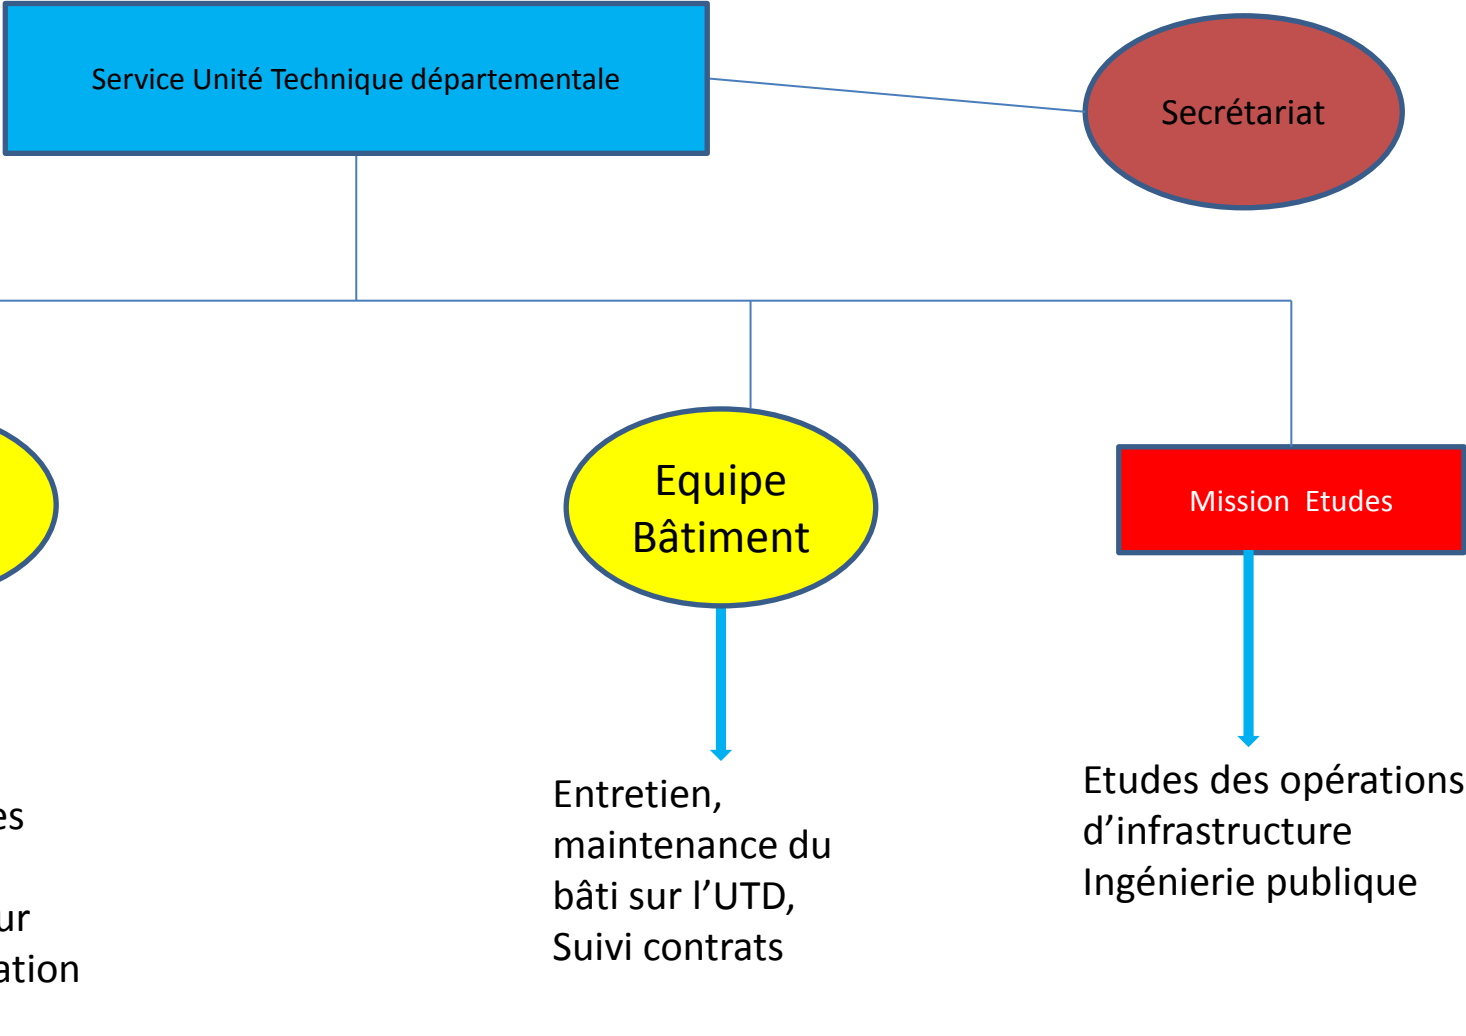 Service Unité Technique départementale
Secrétariat
Equipe
Bâtiment
Mission Etudes
Entretien,
maintenance du
bâti sur l’UTD,
Suivi contrats
Etudes des opérations
d’infrastructure
Ingénierie publique